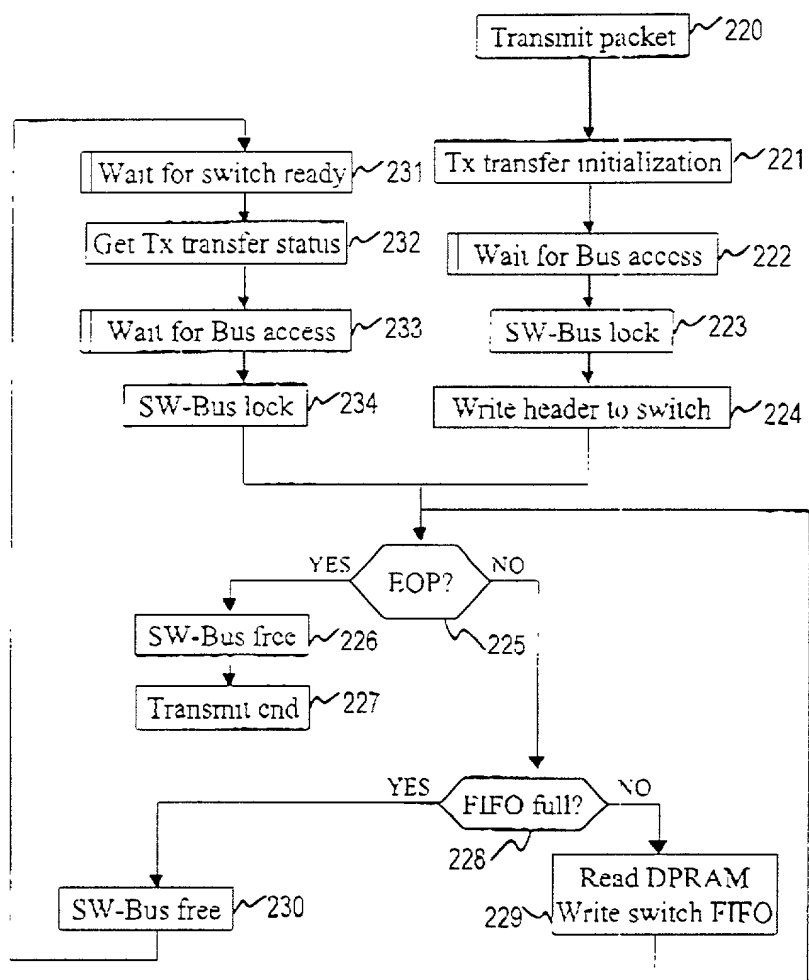 Transmit packet 220
Wait for switch ready 231
Tx transfer initialization 221
Get Tx transfer status 232
Wait for Bus access 222
Wait for Bus access 233
SW-Bus lock 223
SW-Bus lock 234
Write header to switch 224
YES
EOP?
NO
225
SW-Bus free 226
Transmit end 227
YES
FIFO full?
NO
228
Read DPRAM
Write switch FIFO
229
SW-Bus free 230